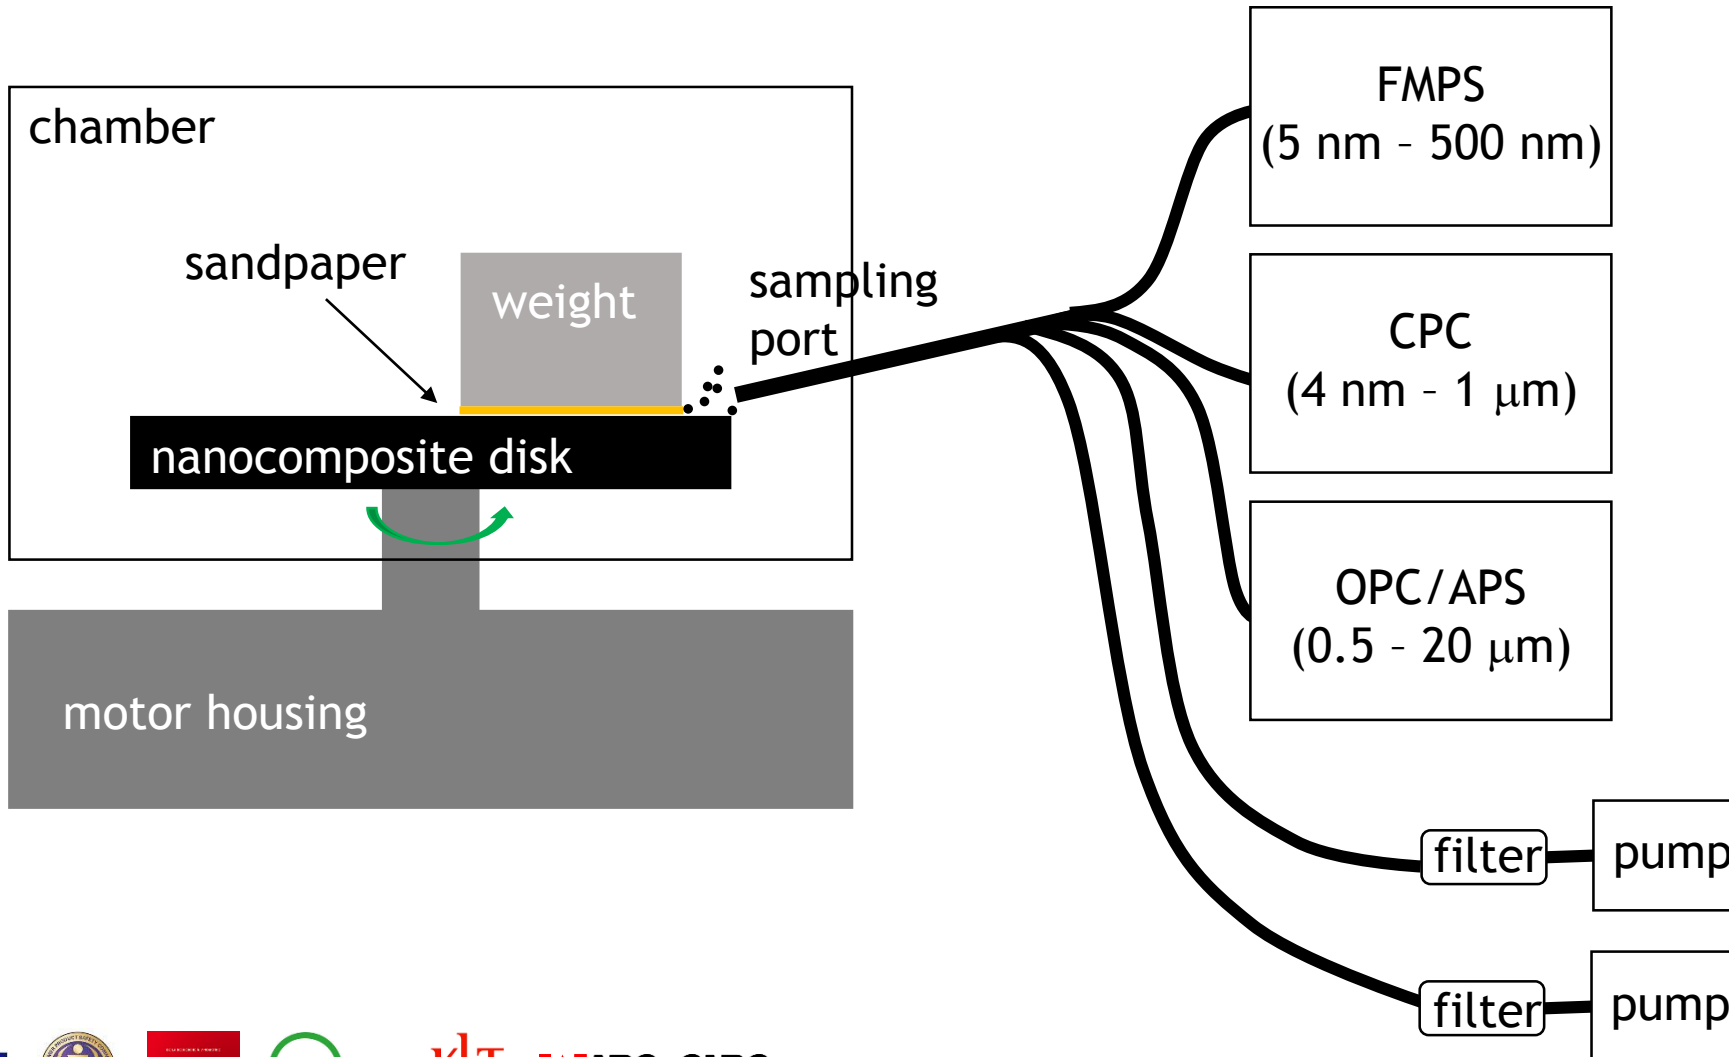 chamber
sandpaper
weight
sampling
port
nanocomposite disk
motor housing
FMPS
(5 nm – 500 nm)
CPC
(4 nm – 1 μm)
OPC/APS
(0.5 – 20 μm)
filter
pump
filter
pump